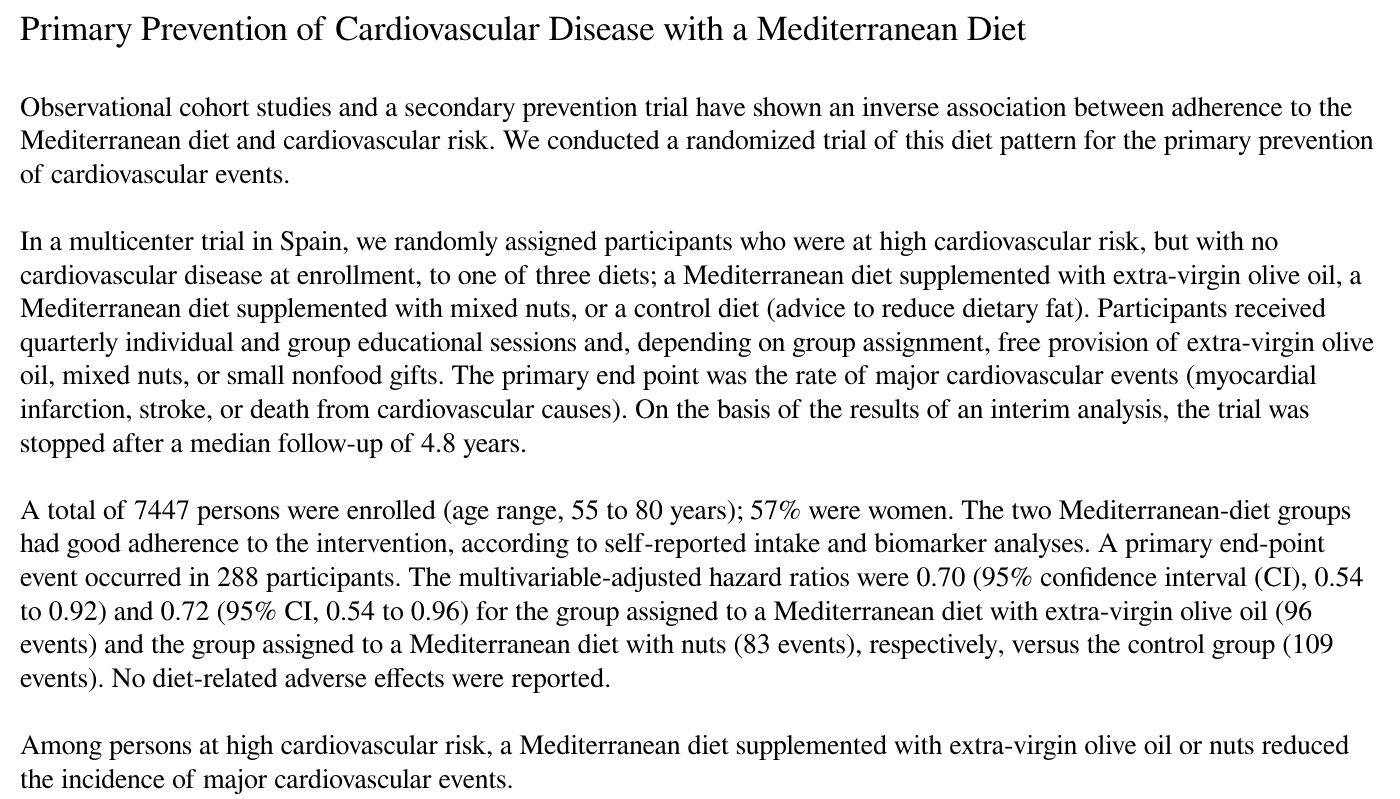 Primary Prevention of Cardiovascular Disease with a Mediterranean Diet
Observational cohort studies and a secondary prevention trial have shown an inverse association between adherence to the
Mediterranean diet and cardiovascular risk. We conducted a randomized trial of this diet pattern for the primary prevention
of cardiovascular events.
In a multicenter trial in Spain, we randomly assigned participants who were at high cardiovascular risk, but with no
cardiovascular disease at enrollment, to one of three diets; a Mediterranean diet supplemented with extra-virgin olive oil, a
Mediterranean diet supplemented with mixed nuts, or a control diet (advice to reduce dietary fat). Participants received
quarterly individual and group educational sessions and, depending on group assignment, free provision of extra-virgin olive
oil, mixed nuts, or small nonfood gifts. The primary end point was the rate of major cardiovascular events (myocardial
infarction, stroke, or death from cardiovascular causes). On the basis of the results of an interim analysis, the trial was
stopped after a median follow-up of 4.8 years.
A total of 7447 persons were enrolled (age range, 55 to 80 years); 57% were women. The two Mediterranean-diet groups
had good adherence to the intervention, according to self-reported intake and biomarker analyses. A primary end-point
event occurred in 288 participants. The multivariable-adjusted hazard ratios were 0.70 (95% confidence interval (CI), 0.54
to 0.92) and 0.72 (95% CI, 0.54 to 0.96) for the group assigned to a Mediterranean diet with extra-virgin olive oil (96
events) and the group assigned to a Mediterranean diet with nuts (83 events), respectively, versus the control group (109
events). No diet-related adverse effects were reported.
Among persons at high cardiovascular risk, a Mediterranean diet supplemented with extra-virgin olive oil or nuts reduced
the incidence of major cardiovascular events.